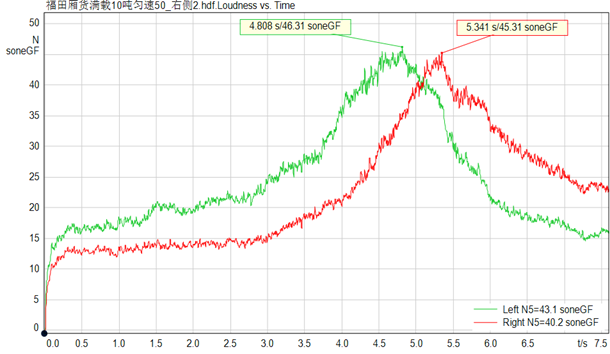 福田厢货满载10吨匀速50_右侧2.hdf.Loudness vs. Time
50
N
soneGF
45
40
35
30
25
20
15
10
5
0
4.808 s/46.31 soneGF
5.341 s/45.31 soneGF
Left N5=43.1 soneGF
Right N5=40.2 soneGF
0.0 0.5 1.0 1.5 2.0 2.5 3.0 3.5 4.0 4.5 5.0 5.5 6.0 6.5 t/s 7.5